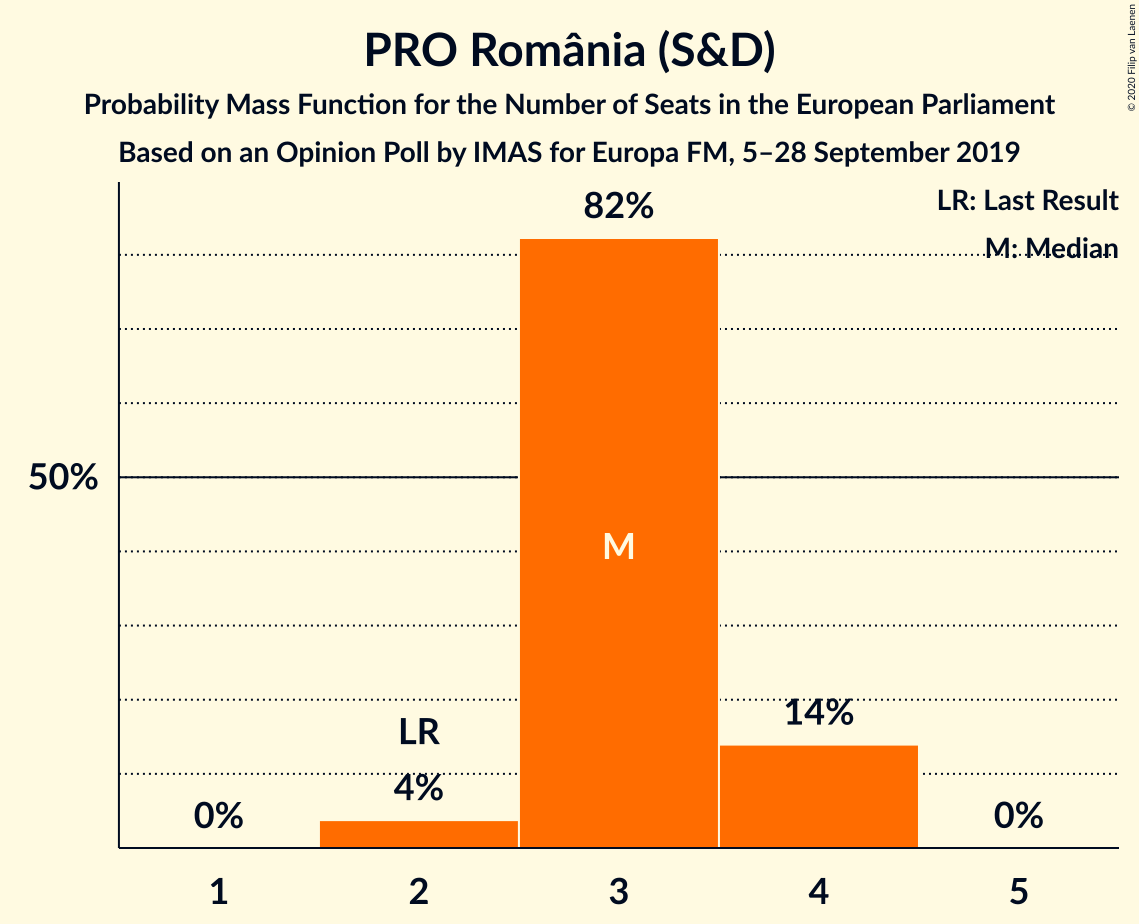 PRO România (S&D)
Probability Mass Function for the Number of Seats in the European Parliament
Based on an Opinion Poll by IMAS for Europa FM, 5–28 September 2019
© 2020 Filip van Laenen
LR: Last Result
M: Median
82%
50%
M
14%
LR
4%
0%
0%
1 2 3 4 5